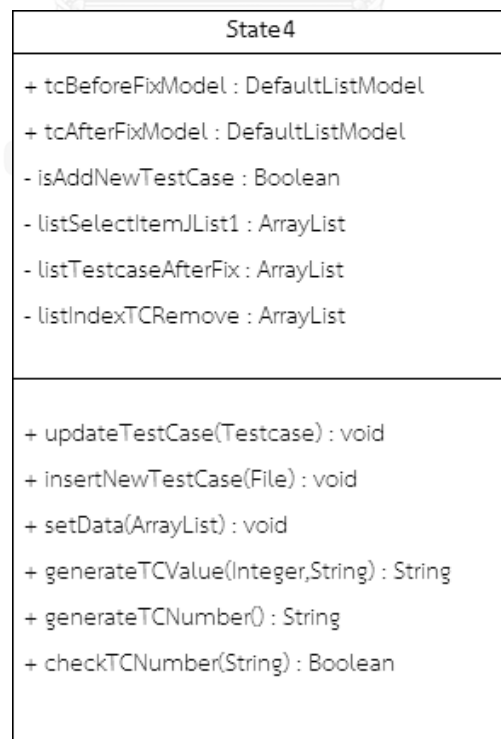 State4
+ tcBeforeFixModel : DefaultListModel
+ tcAfterFixModel : DefaultListModel
- isAddNewTestCase : Boolean
- listSelectItemJList1 : ArrayList
- listTestcaseAfterFix : ArrayList
- listIndexTCRemove : ArrayList
+ updateTestCase(Testcase) : void
+ insertNewTestCase(File) : void
+ setData(ArrayList) : void
+ generateTCValue(Integer,String) : String
+ generateTCNumber() : String
+ checkTCNumber(String) : Boolean